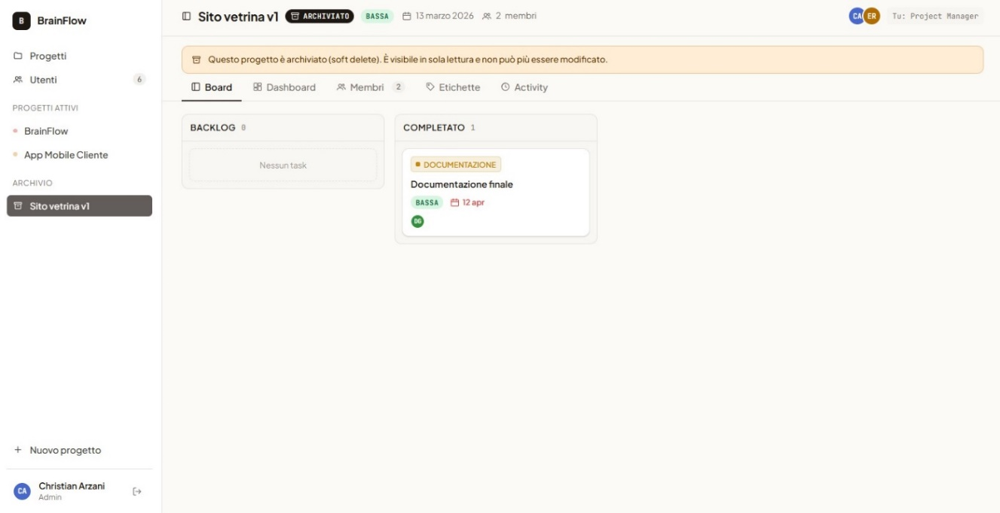 B BrainFlow
Progetti
Utenti 6
PROGETTI ATTIVI
BrainFlow
App Mobile Cliente
ARCHIVIO
Sito vetrina v1
+ Nuovo progetto
CA Christian Arzani
Admin
Sito vetrina v1 ARCHIVIATO BASSA 13 marzo 2026 2 membri CA ER Tu: Project Manager
Questo progetto è archiviato (soft delete). È visibile in sola lettura e non può più essere modificato.
Board Dashboard Membri 2 Etichette Activity
BACKLOG 0
Nessun task
COMPLETATO 1
DOCUMENTAZIONE
Documentazione finale
BASSA 12 apr
DG